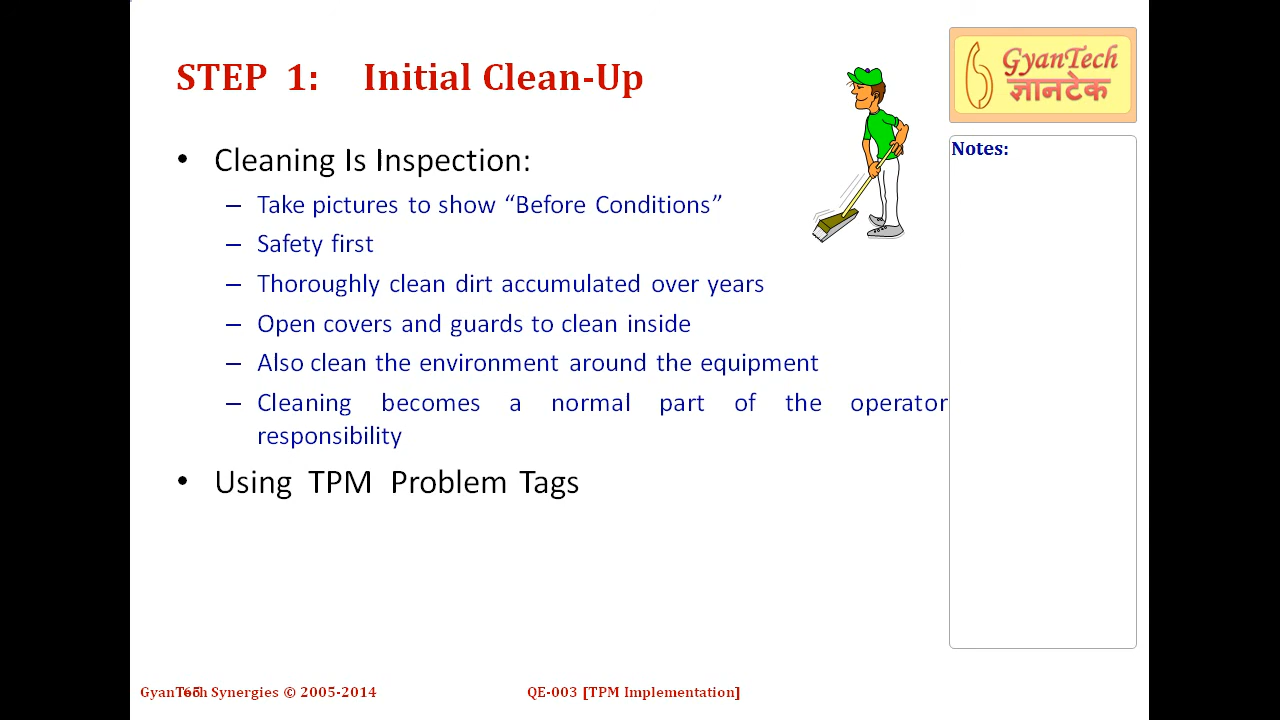 STEP 1: Initial Clean-Up
GyanTech
ज्ञानटेक
Notes:
• Cleaning Is Inspection:
– Take pictures to show “Before Conditions”
– Safety first
– Thoroughly clean dirt accumulated over years
– Open covers and guards to clean inside
– Also clean the environment around the equipment
– Cleaning becomes a normal part of the operator
responsibility
• Using TPM Problem Tags
GyanTech Synergies © 2005-2014
QE-003 [TPM Implementation]